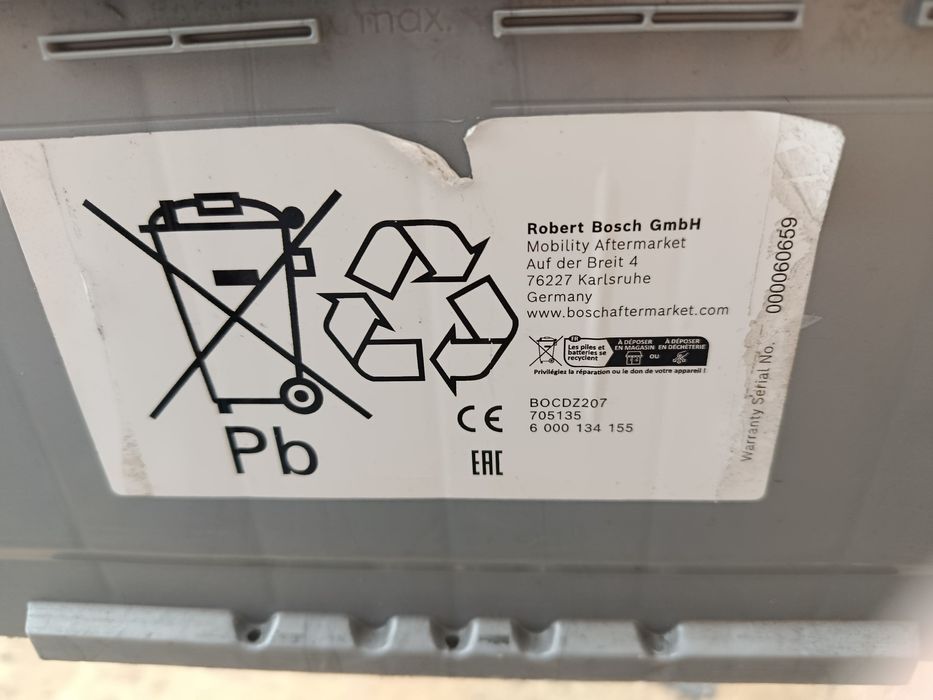 max.
Robert Bosch GmbH
Mobility Aftermarket
Auf der Breit 4
76227 Karlsruhe
Germany
www.boschaftermarket.com
FR
Les piles et
batteries se
recyclent
À DÉPOSER
EN MAGASIN
OU
À DÉPOSER
EN DÉCHÈTERIE
Privilégiez la réparation ou le don de votre appareil !
BOCDZ207
705135
6 000 134 155
Pb
CE
EAC
Warranty Serial No. 000060659